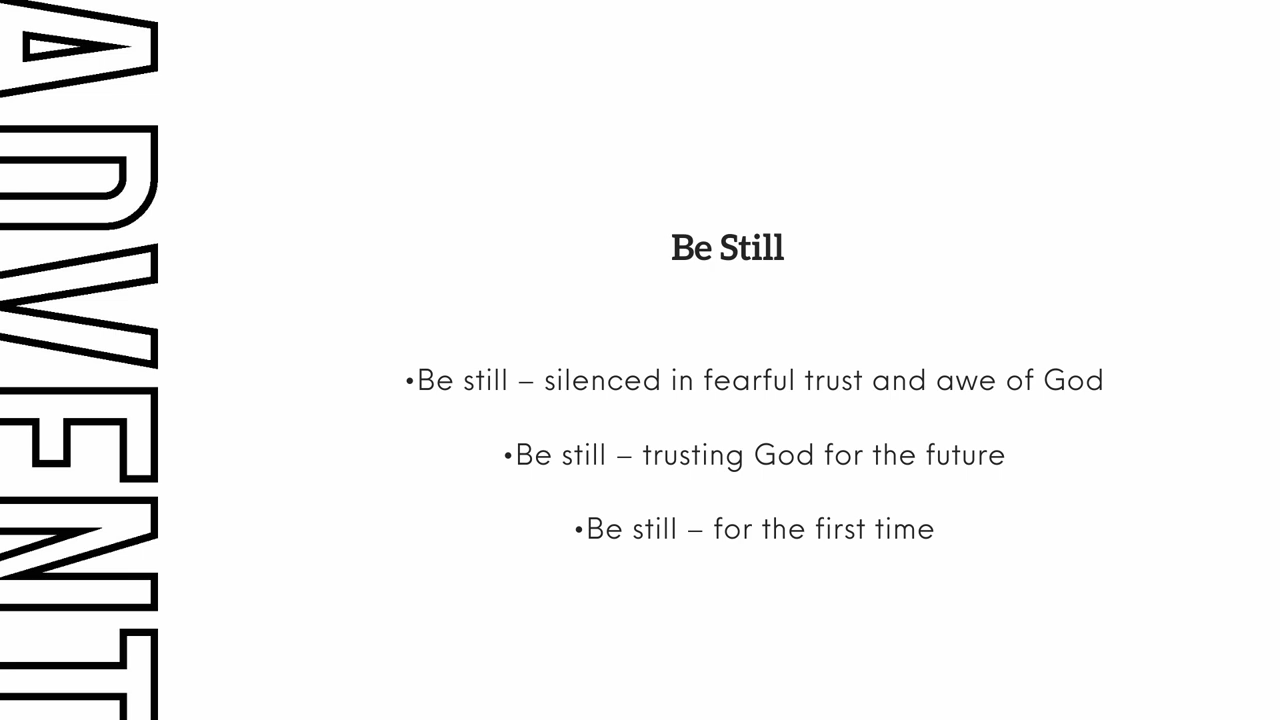 ADVENT
Be Still
•Be still – silenced in fearful trust and awe of God
•Be still – trusting God for the future
•Be still – for the first time